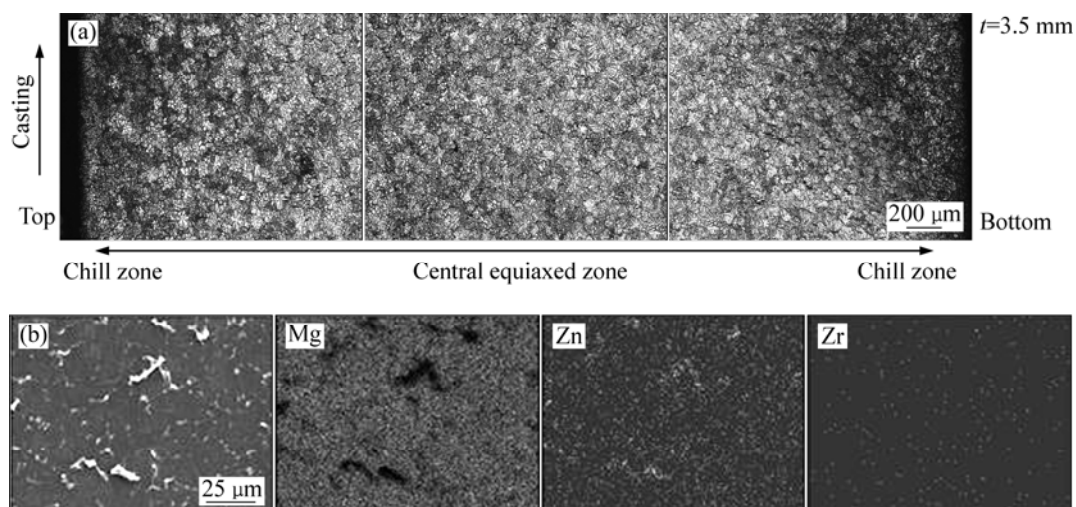 (a)
t=3.5 mm
Casting
Top
200 μm
Bottom
Chill zone
Central equiaxed zone
Chill zone
(b)
Mg
Zn
Zr
25 μm